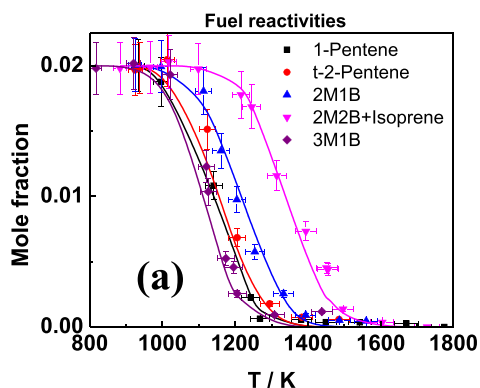 Fuel reactivities
1-Pentene
t-2-Pentene
2M1B
2M2B+Isoprene
3M1B
(a)
Mole fraction
0.02
0.01
0.00
800 1000 1200 1400 1600 1800
T / K